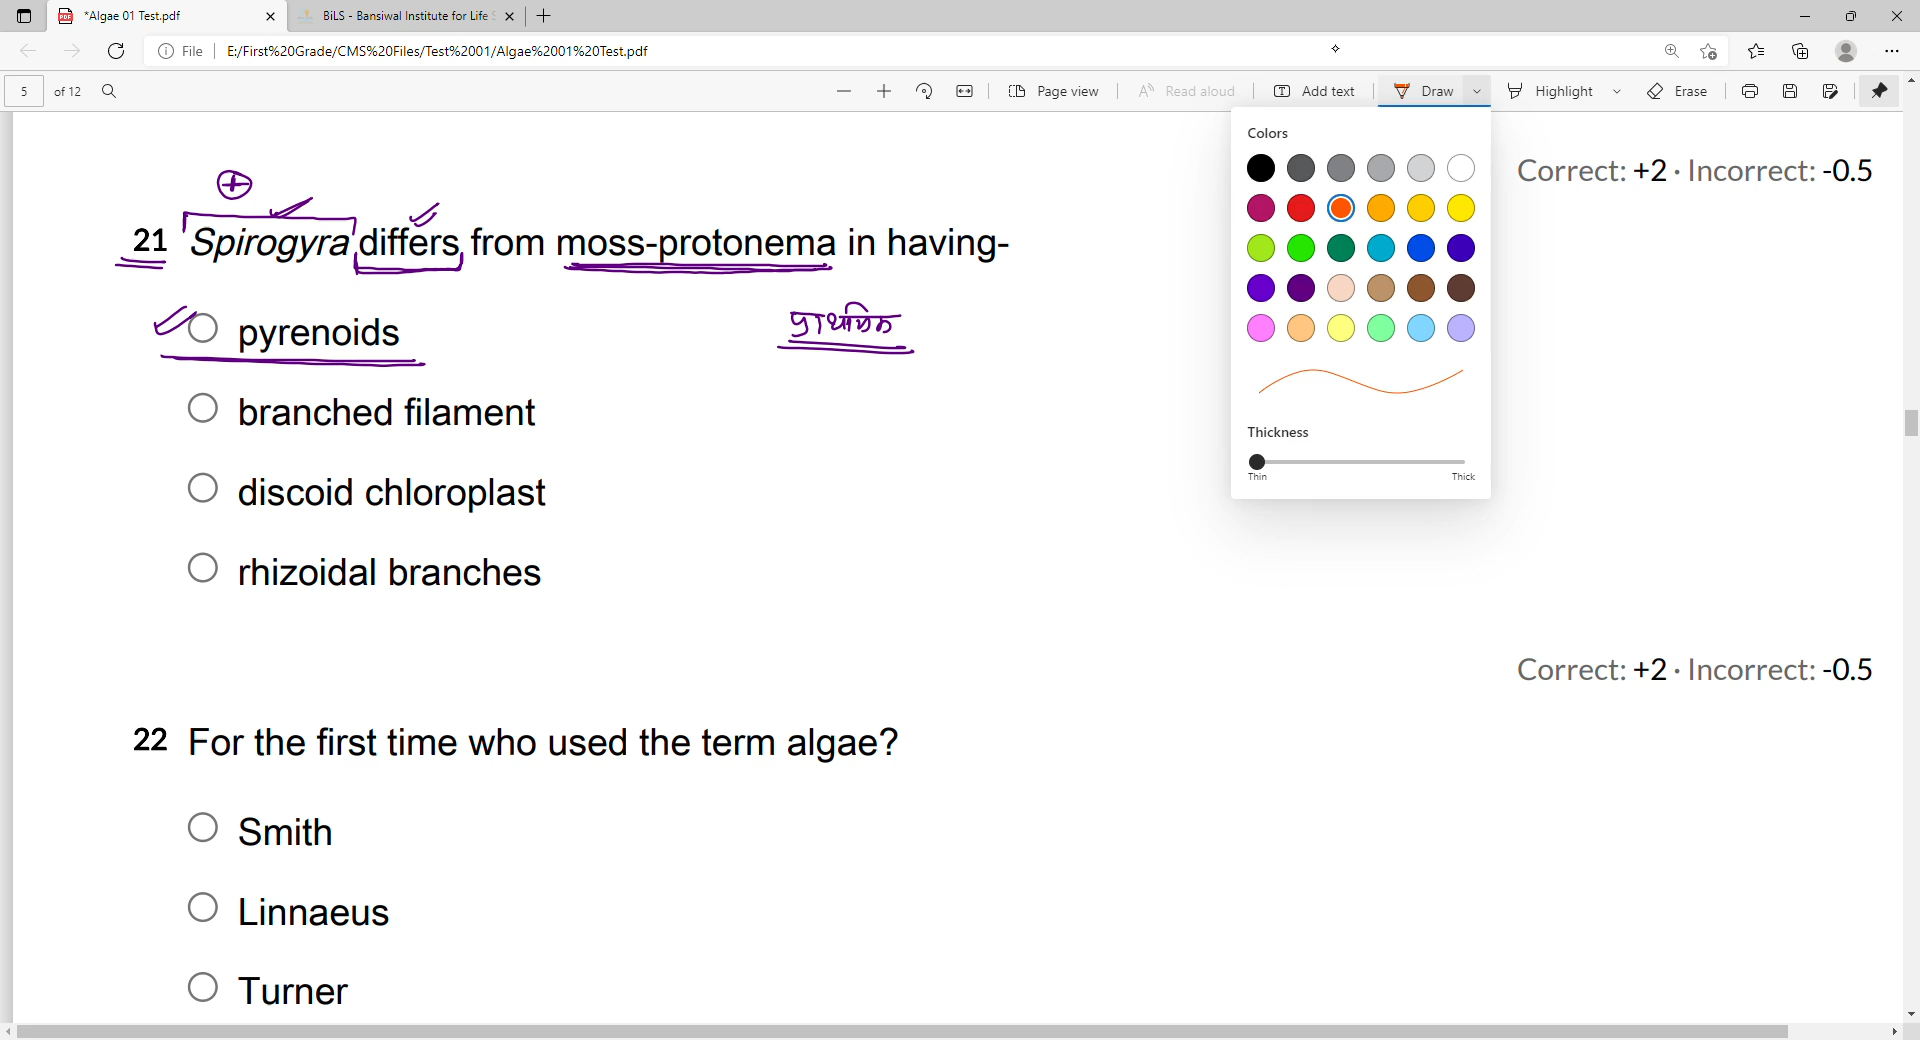 *Algae 01 Test.pdf
BiLS - Bansiwal Institute for Life S
File
E:/First%20Grade/CMS%20Files/Test%2001/Algae%2001%20Test.pdf
5 of 12
Page view
Read aloud
Add text
Draw
Highlight
Erase
Colors
Thickness
Thin
Thick
Correct: +2 · Incorrect: -0.5
21 Spirogyra differs from moss-protonema in having-
pyrenoids
branched filament
discoid chloroplast
rhizoidal branches
Correct: +2 · Incorrect: -0.5
22 For the first time who used the term algae?
Smith
Linnaeus
Turner